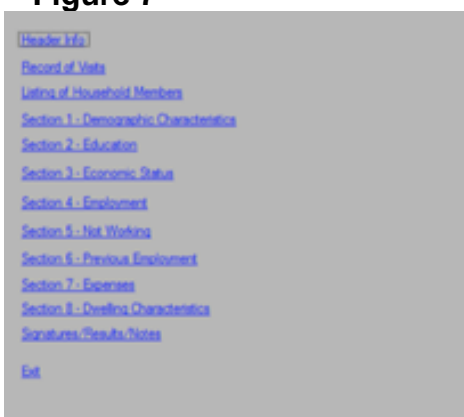 Figure 7
Header Info
Record of Visits
Listing of Household Members
Section 1 - Demographic Characteristics
Section 2 - Education
Section 3 - Economic Status
Section 4 - Employment
Section 5 - Not Working
Section 6 - Previous Employment
Section 7 - Expenses
Section 8 - Dwelling Characteristics
Signatures/Results/Notes
Exit